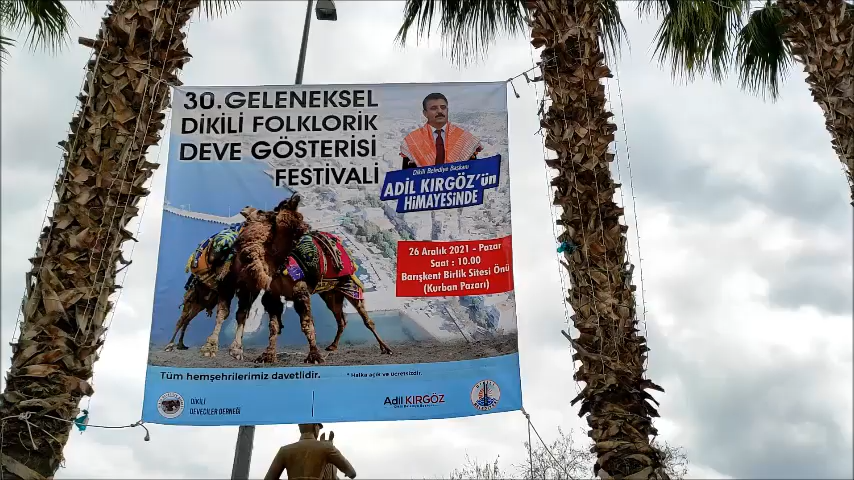 30.GELENEKSEL
DİKİLİ FOLKLORİK
DEVE GÖSTERİSİ
FESTİVALİ
Dikili Belediye Başkanı
ADİL KIRGÖZ'ün
HİMAYESİNDE
26 Aralık 2021 - Pazar
Saat : 10.00
Barışkent Birlik Sitesi Önü
(Kurban Pazarı)
Tüm hemşehrilerimiz davetlidir.
* Halka açık ve ücretsizdir.
DİKİLİ
DEVECİLER DERNEĞİ
Adil KIRGÖZ